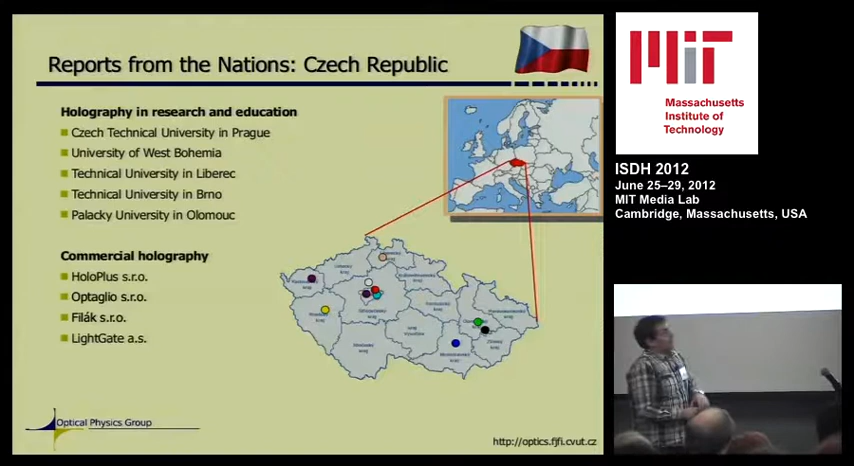 Reports from the Nations: Czech Republic
Holography in research and education
Czech Technical University in Prague
University of West Bohemia
Technical University in Liberec
Technical University in Brno
Palacky University in Olomouc
Commercial holography
HoloPlus s.r.o.
Optaglio s.r.o.
Filák s.r.o.
LightGate a.s.
Optical Physics Group
http://optics.fjfi.cvut.cz
Massachusetts
Institute of
Technology
ISDH 2012
June 25–29, 2012
MIT Media Lab
Cambridge, Massachusetts, USA